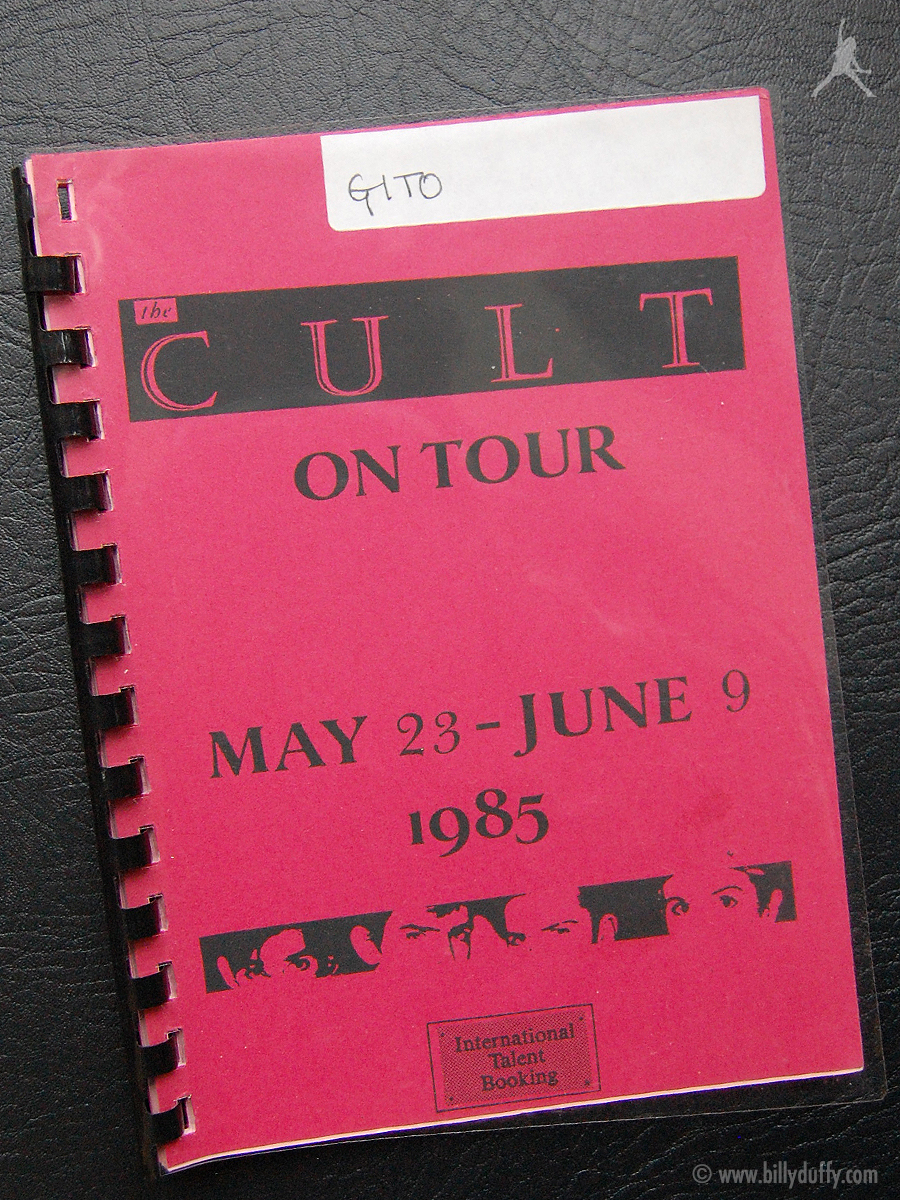 GITO
the
CULT
ON TOUR
MAY 23 - JUNE 9
1985
International
Talent
Booking
© www.billyduffy.com